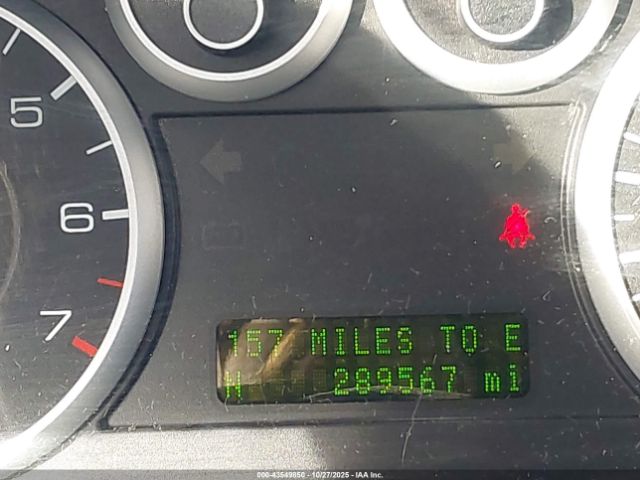 5
6
7
157 MILES TO E
N 289567 mi
000-43549850 • 10/27/2025 • IAA Inc.